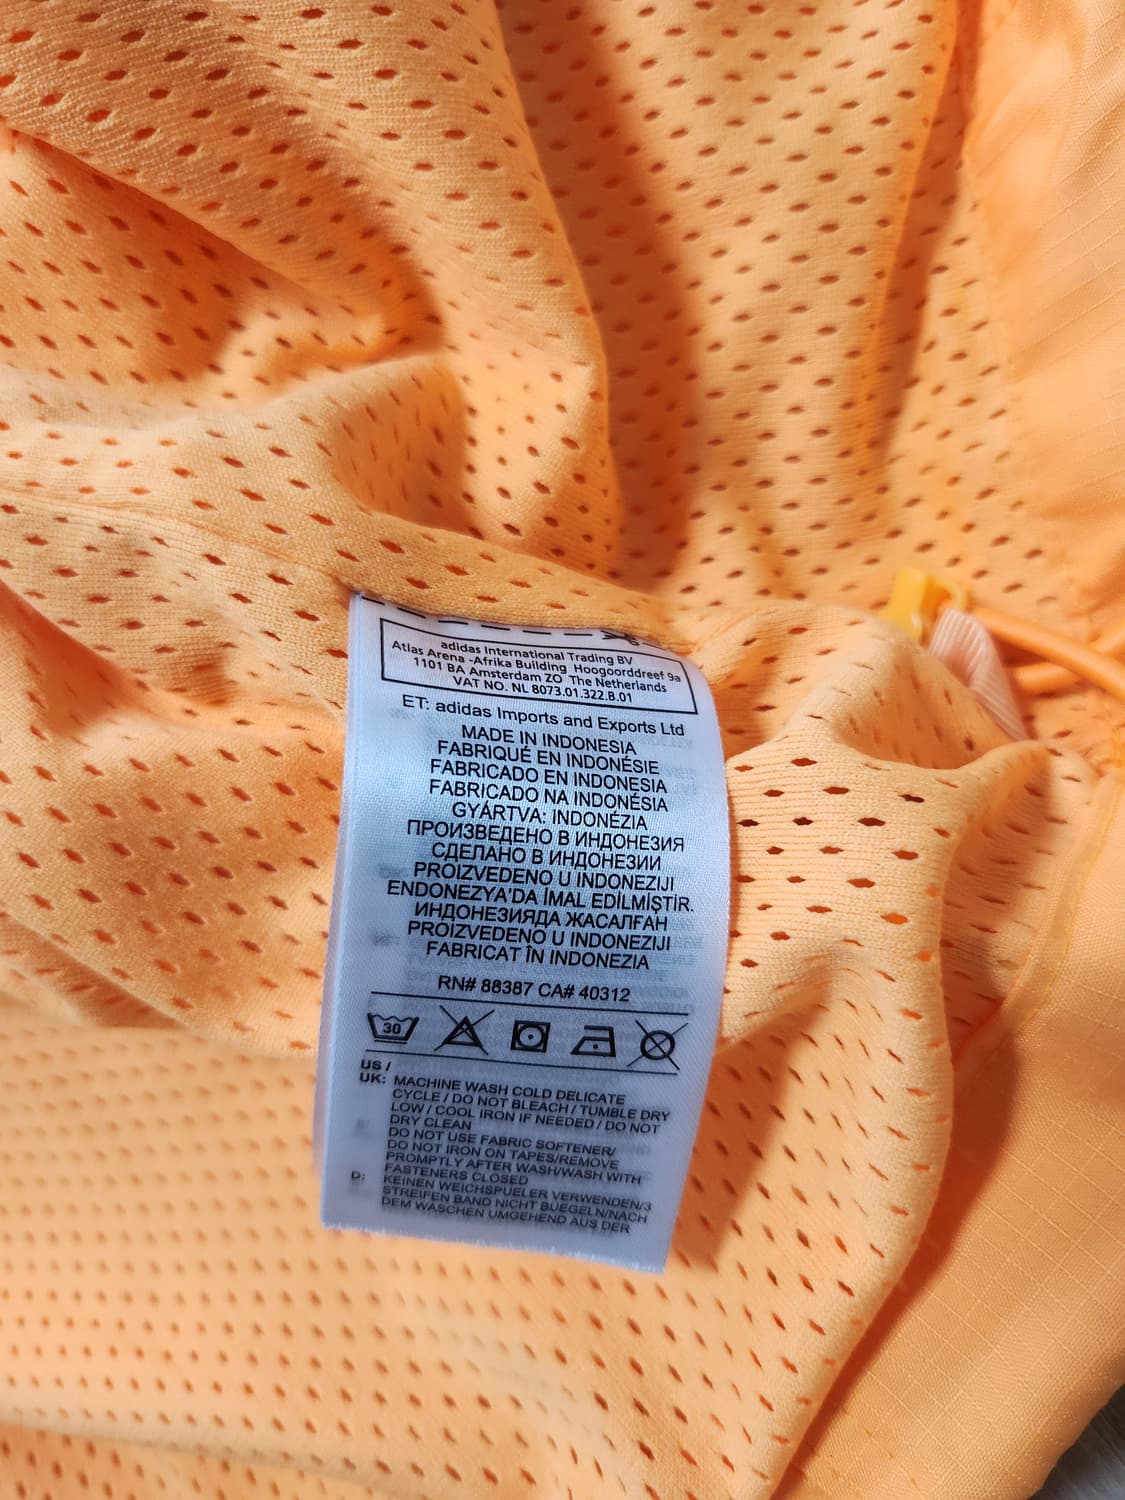 adidas International Trading BV
Atlas Arena -Afrika Building Hoogoorddreef 9a
1101 BA Amsterdam ZO The Netherlands
VAT NO. NL 8073.01.322.B.01
ET: adidas Imports and Exports Ltd
MADE IN INDONESIA
FABRIQUÉ EN INDONÉSIE
FABRICADO EN INDONESIA
FABRICADO NA INDONÉSIA
GYÁRTVA: INDONÉZIA
ПРОИЗВЕДЕНО В ИНДОНЕЗИЯ
СДЕЛАНО В ИНДОНЕЗИИ
PROIZVEDENO U INDONEZIJI
ENDONEZYA'DA İMAL EDİLMİŞTİR.
ИНДОНЕЗИЯДА ЖАСАЛҒАН
PROIZVEDENO U INDONEZIJI
FABRICAT ÎN INDONEZIA
RN# 88387 CA# 40312
30
US /
UK: MACHINE WASH COLD DELICATE
CYCLE / DO NOT BLEACH / TUMBLE DRY
LOW / COOL IRON IF NEEDED / DO NOT
DRY CLEAN
DO NOT USE FABRIC SOFTENER/
DO NOT IRON ON TAPES/REMOVE
PROMPTLY AFTER WASH/WASH WITH
FASTENERS CLOSED
D: KEINEN WEICHSPUELER VERWENDEN/3
STREIFEN BAND NICHT BUEGELN/NACH
DEM WASCHEN UMGEHEND AUS DER